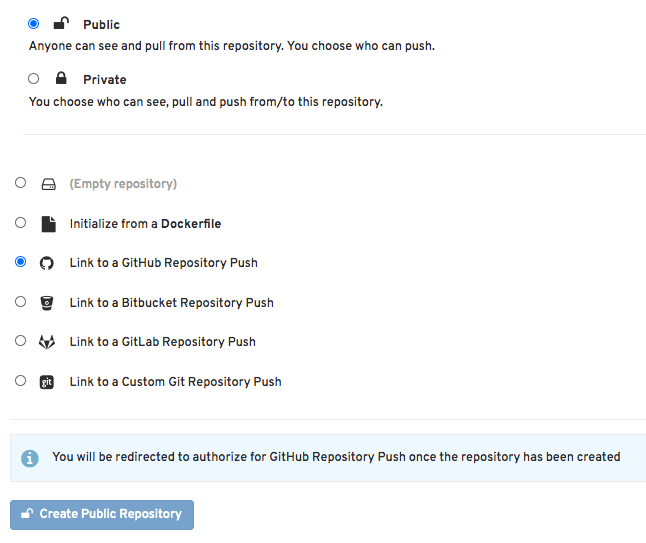 Public
Anyone can see and pull from this repository. You choose who can push.
Private
You choose who can see, pull and push from/to this repository.
(Empty repository)
Initialize from a Dockerfile
Link to a GitHub Repository Push
Link to a Bitbucket Repository Push
Link to a GitLab Repository Push
git Link to a Custom Git Repository Push
You will be redirected to authorize for GitHub Repository Push once the repository has been created
Create Public Repository